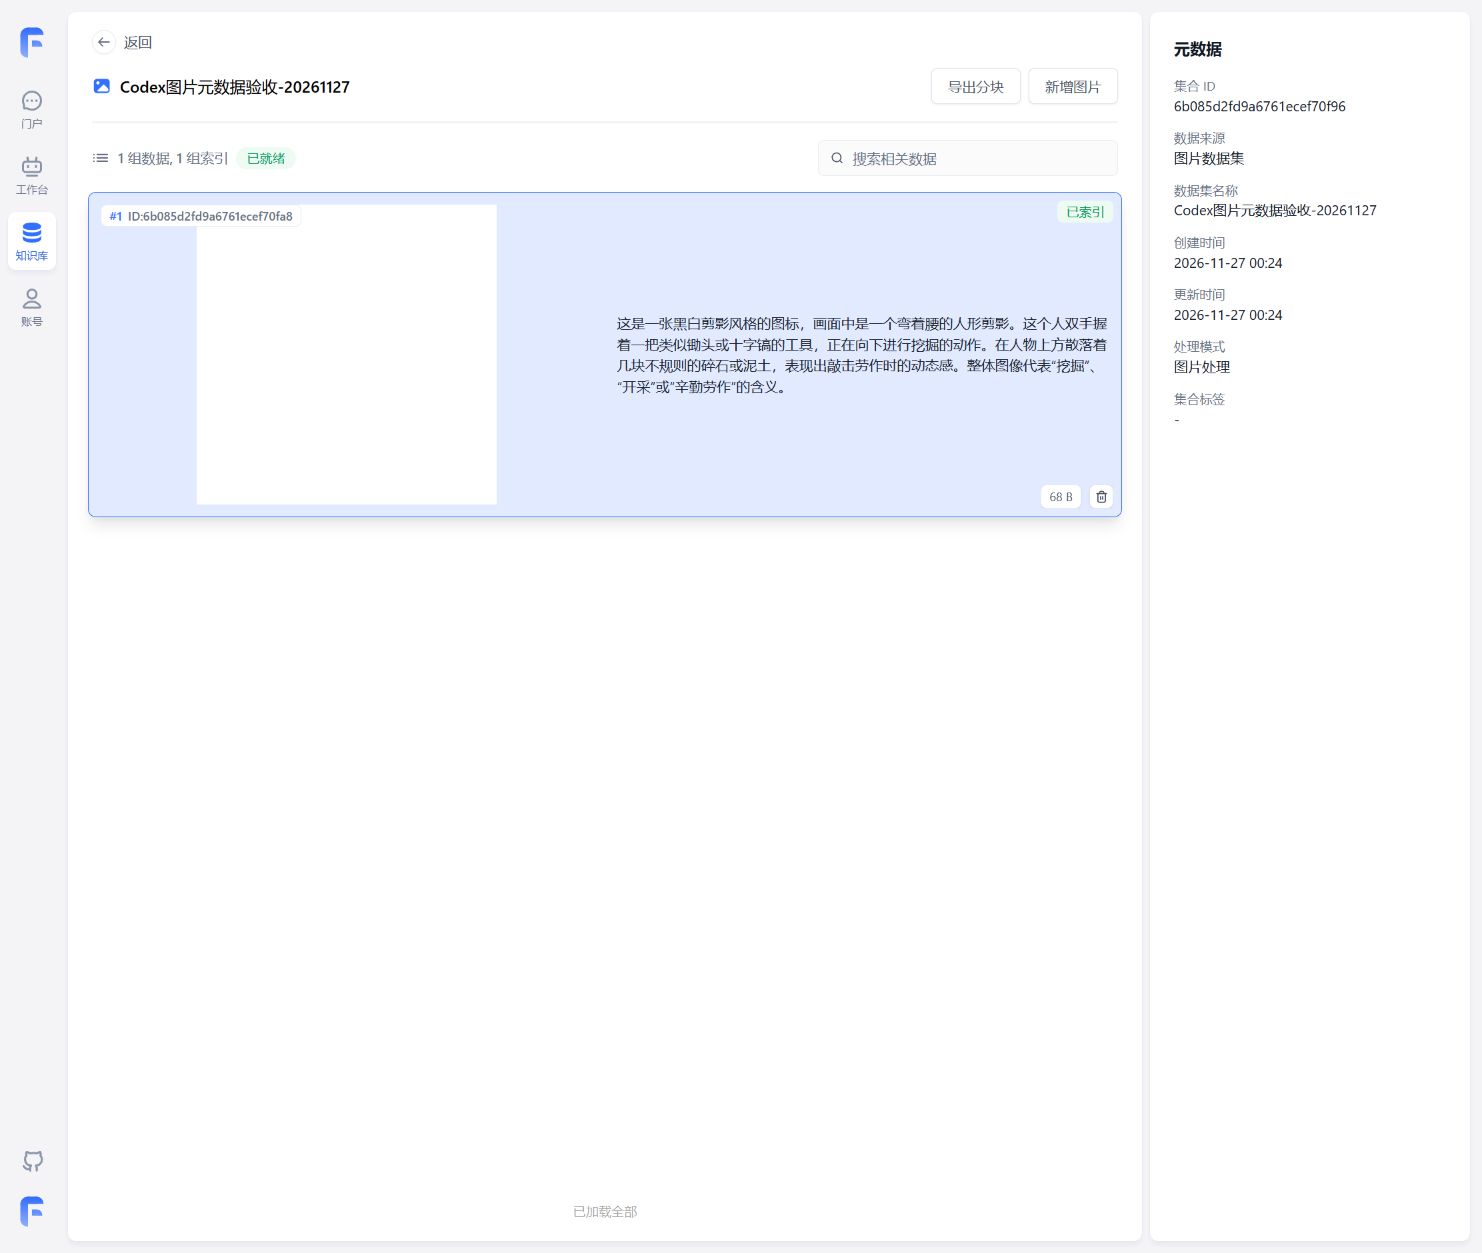 返回
Codex图片元数据验收-20261127
导出分块
新增图片
门户
工作台
知识库
账号
1 组数据, 1 组索引
已就绪
搜索相关数据
#1 ID:6b085d2fd9a6761ecef70fa8
已索引
这是一张黑白剪影风格的图标，画面中是一个弯着腰的人形剪影。这个人双手握
着一把类似锄头或十字镐的工具，正在向下进行挖掘的动作。在人物上方散落着
几块不规则的碎石或泥土，表现出敲击劳作时的动态感。整体图像代表“挖掘”、
“开采”或“辛勤劳作”的含义。
68 B
已加载全部
元数据
集合 ID
6b085d2fd9a6761ecef70f96
数据来源
图片数据集
数据集名称
Codex图片元数据验收-20261127
创建时间
2026-11-27 00:24
更新时间
2026-11-27 00:24
处理模式
图片处理
集合标签
-